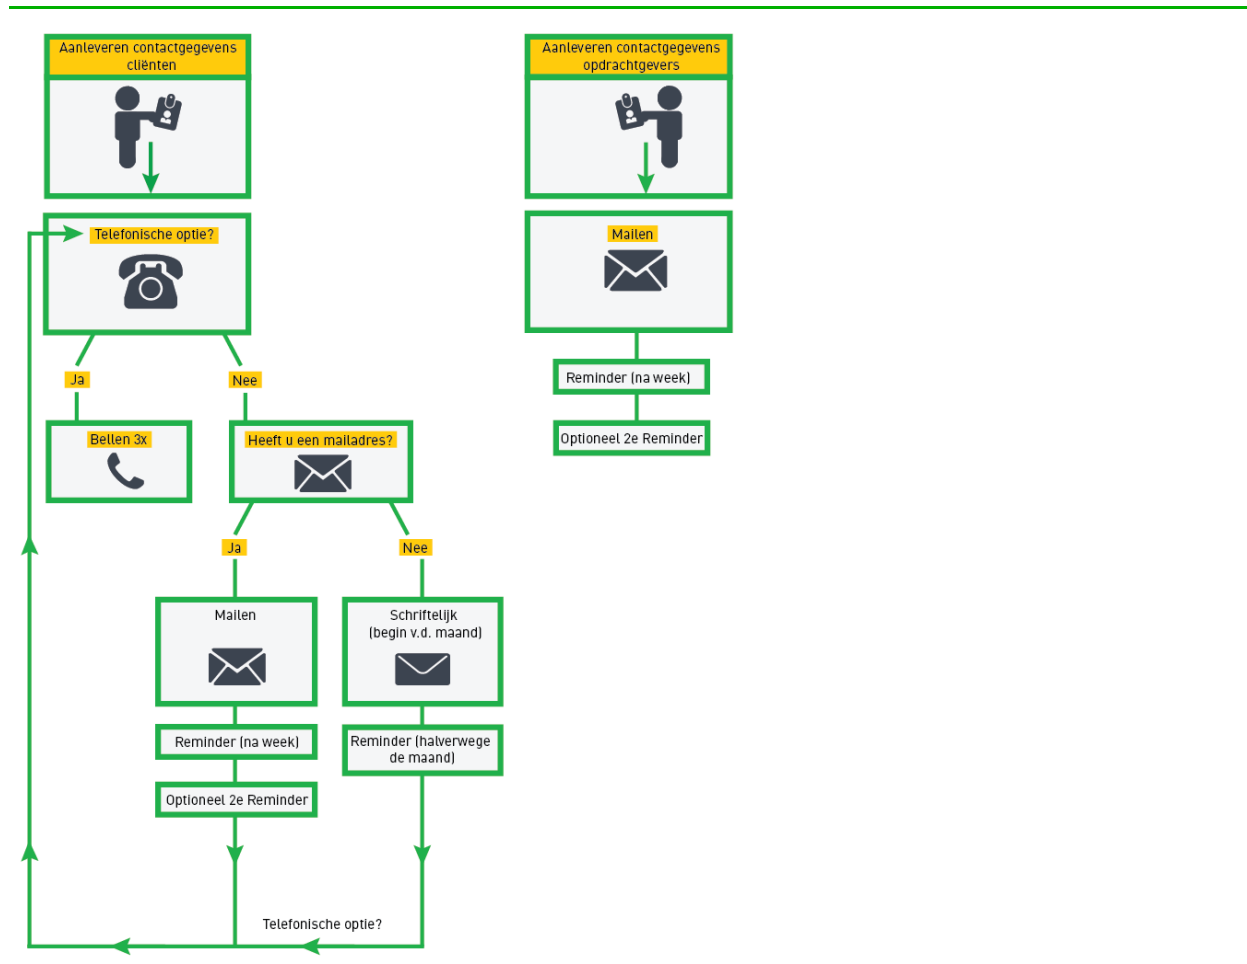 Aanleveren contactgegevens
cliënten
Telefonische optie?
Ja
Nee
Bellen 3x
Heeft u een mailadres?
Ja
Nee
Mailen
Schriftelijk
(begin v.d. maand)
Reminder (na week)
Reminder (halverwege
de maand)
Optioneel 2e Reminder
Telefonische optie?
Aanleveren contactgegevens
opdrachtgevers
Mailen
Reminder (na week)
Optioneel 2e Reminder